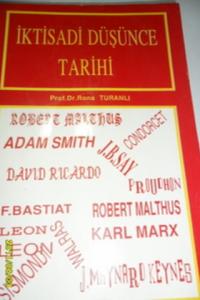 İKTİSADİ DÜŞÜNCE
TARİHİ
Prof.Dr.Rona TURANLI
ROBERT MALTHUS
CONDORCET
ADAM SMITH
J.B.SAY
DAVID RICARDO
PROUDHON
F.BASTIAT
ROBERT MALTHUS
LEON
WALRAS
KARL MARX
SISMONDI
J.MAYNARD KEYNES